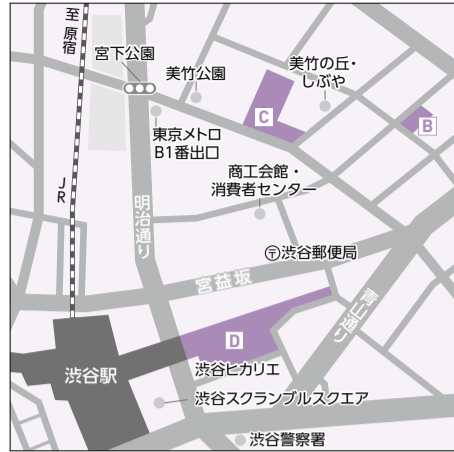 至 原宿
宮下公園
美竹公園
美竹の丘・
しぶや
C
B
東京メトロ
B1番出口
商工会館・
消費者センター
JR
明治通り
〒渋谷郵便局
宮益坂
青山通り
D
渋谷ヒカリエ
渋谷駅
渋谷スクランブルスクエア
渋谷警察署